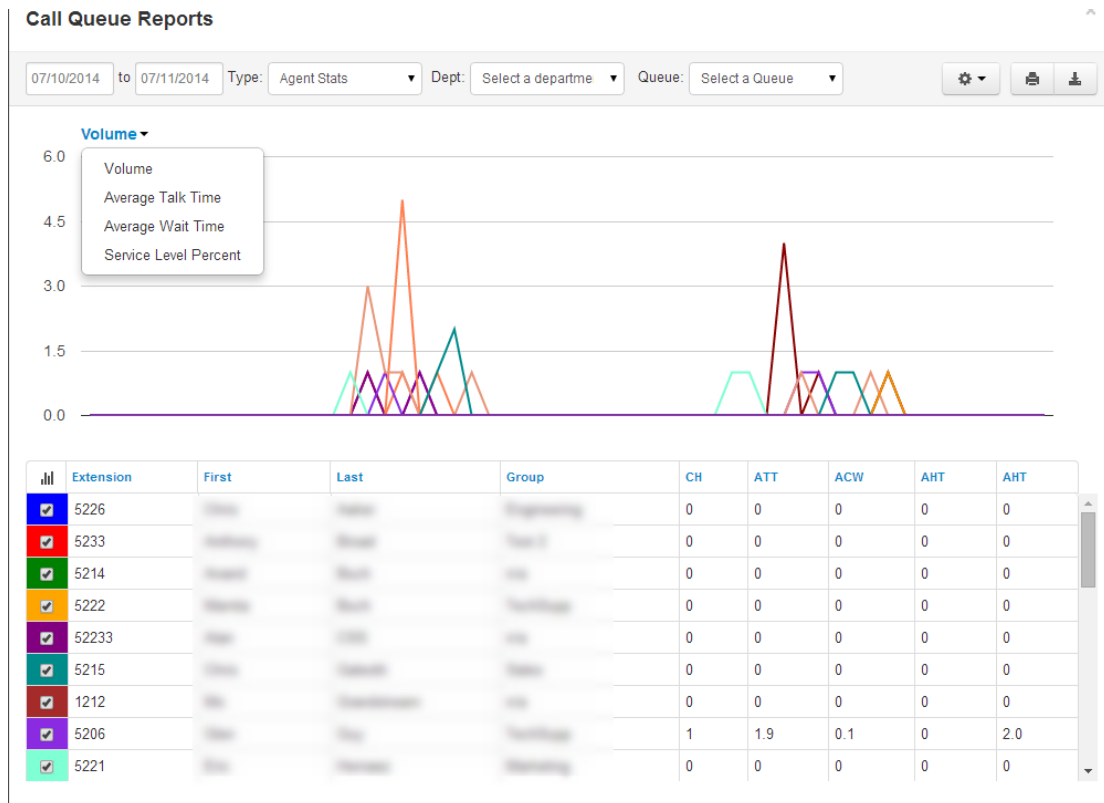 Call Queue Reports
07/10/2014 to 07/11/2014 Type: Agent Stats Dept: Select a departme Queue: Select a Queue
Volume
6.0
Volume
Average Talk Time
4.5
Average Wait Time
Service Level Percent
3.0
1.5
0.0
Extension First Last Group CH ATT ACW AHT AHT
5226 0 0 0 0 0
5233 0 0 0 0 0
5214 0 0 0 0 0
5222 0 0 0 0 0
52233 0 0 0 0 0
5215 0 0 0 0 0
1212 0 0 0 0 0
5206 1 1.9 0.1 0 2.0
5221 0 0 0 0 0